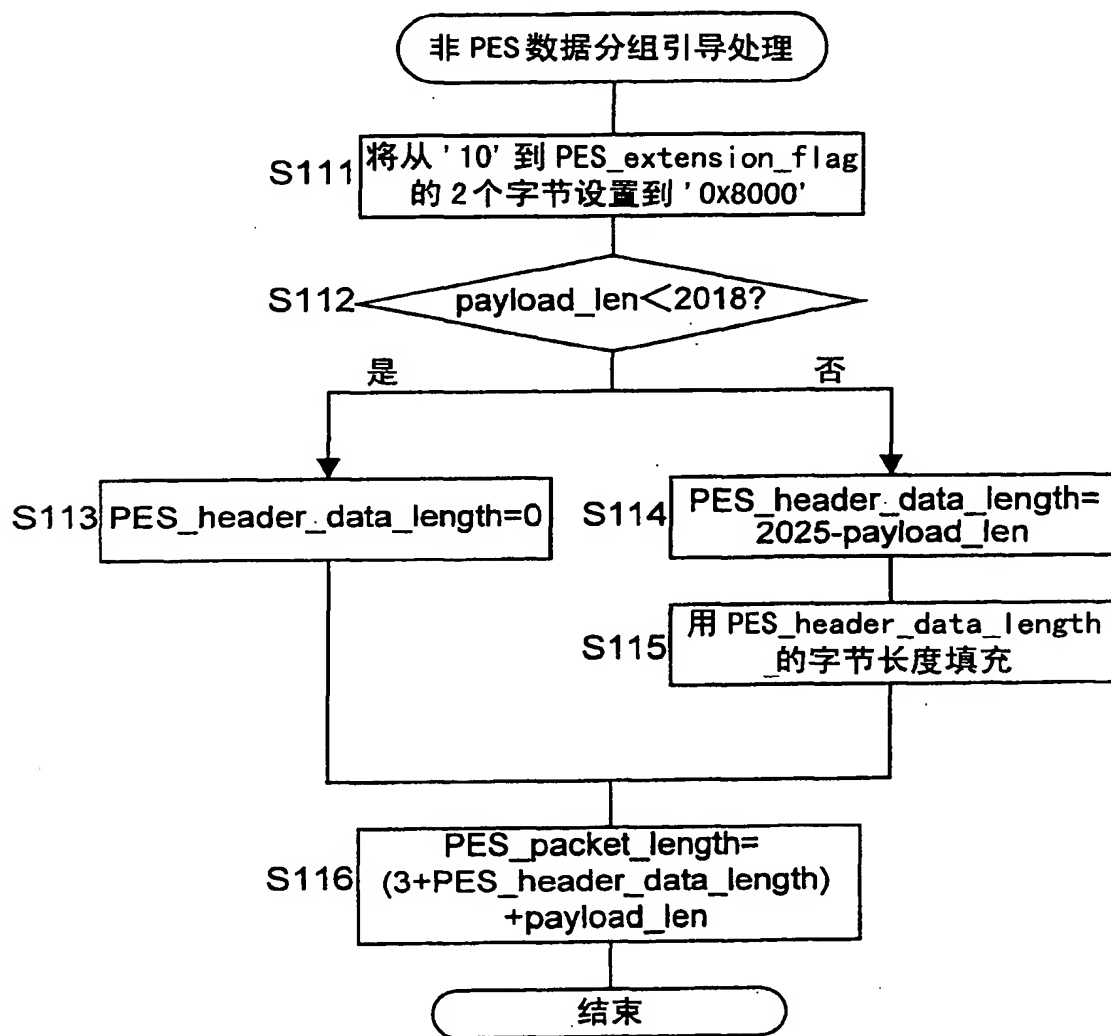 非 PES 数据分组引导处理
S111
将从 '10' 到 PES_extension_flag
的 2 个字节设置到 '0X8000'
S112
payload_len＜2018?
是
否
S113
PES_header_data_length=0
S114
PES_header_data_length=
2025-payload_len
S115
用 PES_header_data_length
的字节长度填充
S116
PES_packet_length=
(3+PES_header_data_length)
+payload_len
结束